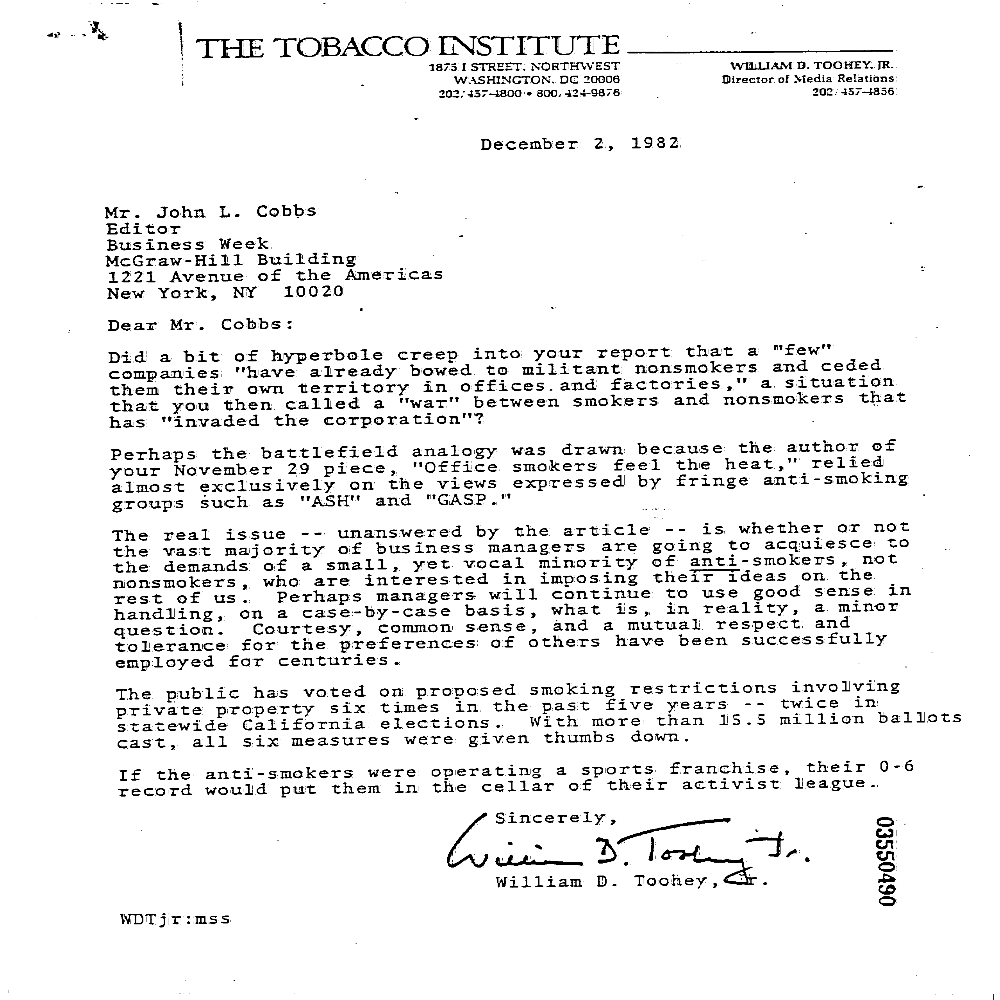 THE TOBACCO INSTITUTE
1875 I STREET, NORTHWEST
WASHINGTON, DC 20006
202/457-4800 • 800/424-9876
WILLIAM D. TOOHEY, JR.
Director of Media Relations
202/457-4856
December 2, 1982
Mr. John L. Cobbs
Editor
Business Week
McGraw-Hill Building
1221 Avenue of the Americas
New York, NY 10020
Dear Mr. Cobbs:
Did a bit of hyperbole creep into your report that a "few"
companies "have already bowed to militant nonsmokers and ceded
them their own territory in offices and factories," a situation
that you then called a "war" between smokers and nonsmokers that
has "invaded the corporation"?
Perhaps the battlefield analogy was drawn because the author of
your November 29 piece, "Office smokers feel the heat," relied
almost exclusively on the views expressed by fringe anti-smoking
groups such as "ASH" and "GASP."
The real issue -- unanswered by the article -- is whether or not
the vast majority of business managers are going to acquiesce to
the demands of a small, yet vocal minority of anti-smokers, not
nonsmokers, who are interested in imposing their ideas on the
rest of us. Perhaps managers will continue to use good sense in
handling, on a case-by-case basis, what is, in reality, a minor
question. Courtesy, common sense, and a mutual respect and
tolerance for the preferences of others have been successfully
employed for centuries.
The public has voted on proposed smoking restrictions involving
private property six times in the past five years -- twice in
statewide California elections. With more than 15.5 million ballots
cast, all six measures were given thumbs down.
If the anti-smokers were operating a sports franchise, their 0-6
record would put them in the cellar of their activist league.
Sincerely,
William D. Toohey Jr.
William D. Toohey, Jr.
WDTjr:mss
03550490